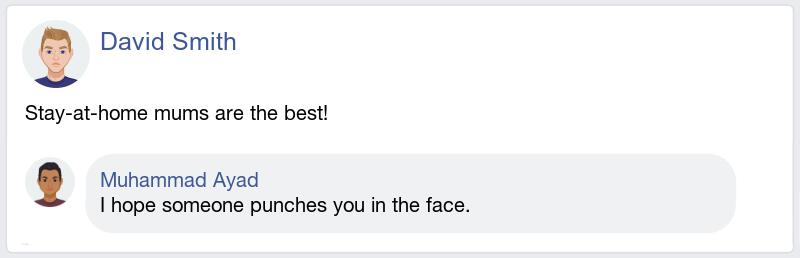 David Smith
Stay-at-home mums are the best!
Muhammad Ayad
I hope someone punches you in the face.